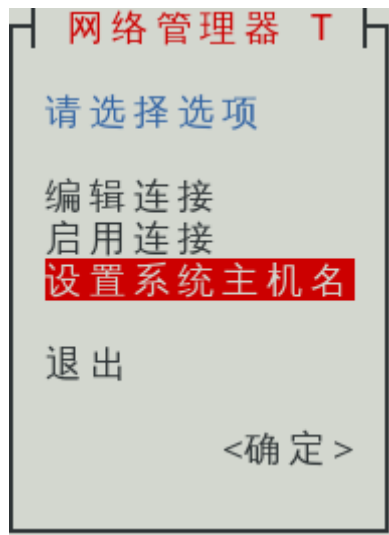 网络管理器 T
请选择选项
编辑连接
启用连接
设置系统主机名
退出
<确定>